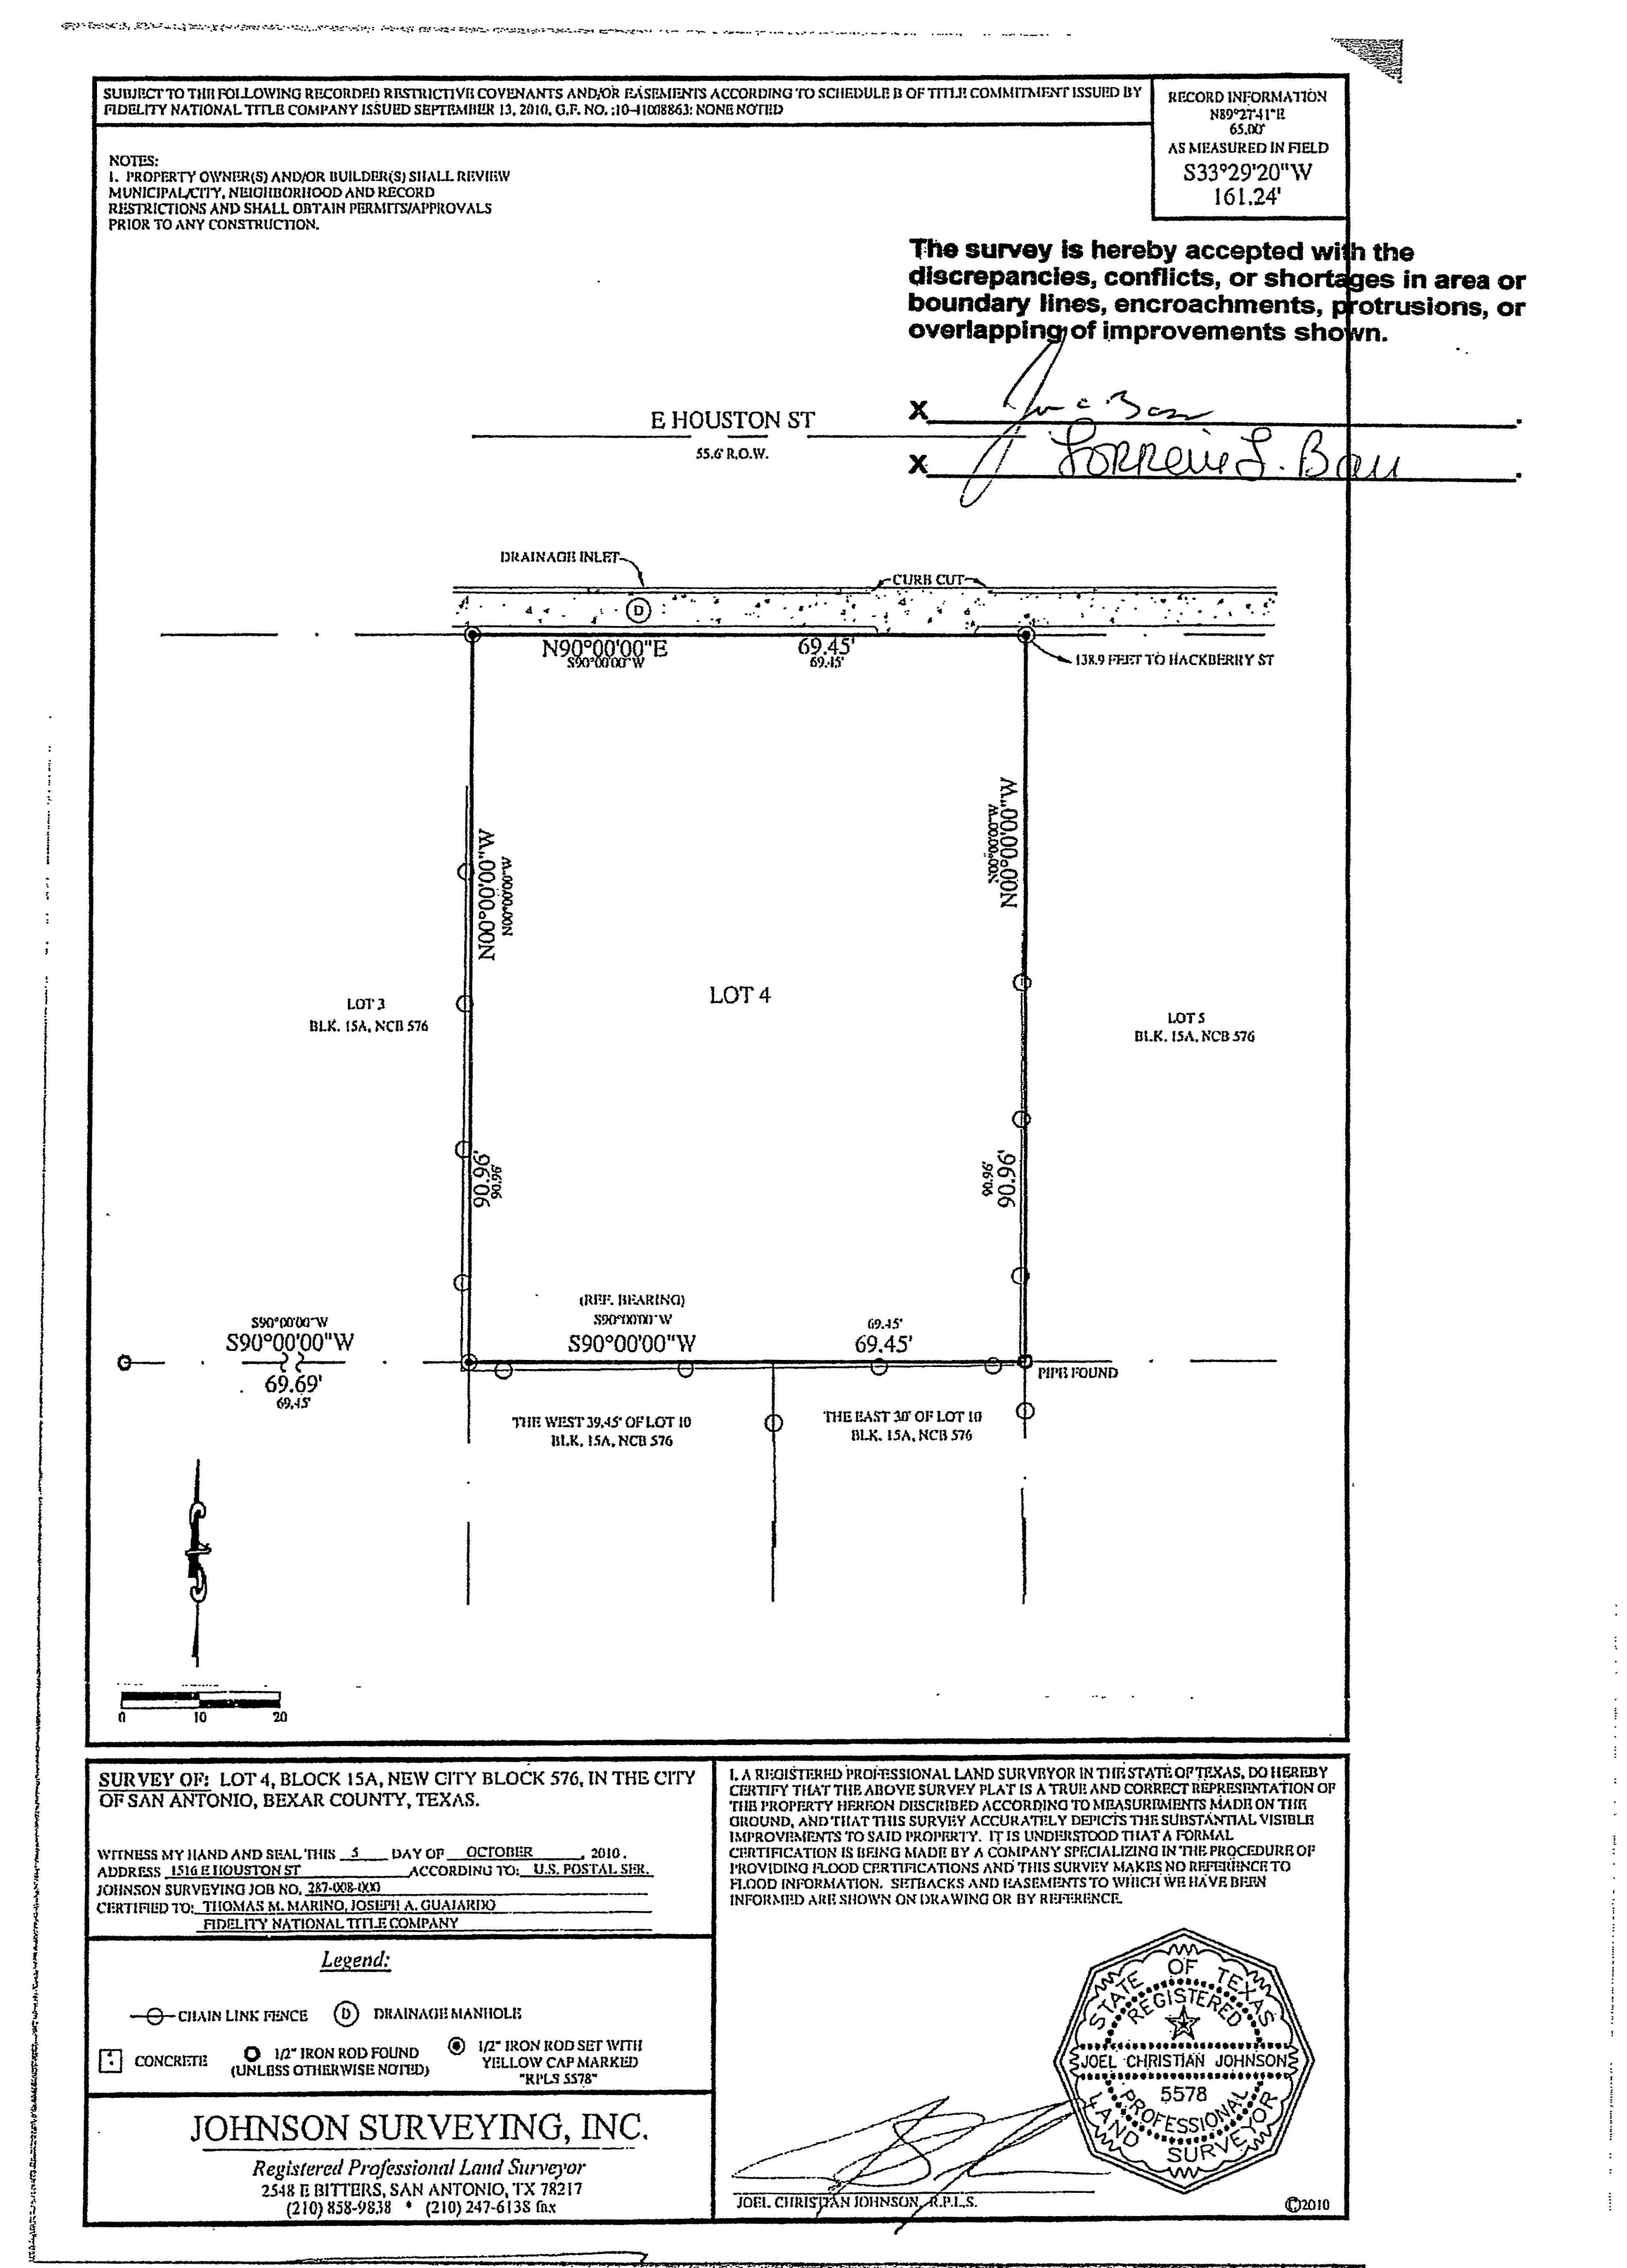 SUBJECT TO THE FOLLOWING RECORDED RESTRICTIVE COVENANTS AND/OR EASEMENTS ACCORDING TO SCHEDULE B OF TITLE COMMITMENT ISSUED BY
FIDELITY NATIONAL TITLE COMPANY ISSUED SEPTEMBER 13, 2010, G.F. NO. :10-41008863: NONE NOTED
RECORD INFORMATION
N89°27'41"E
65.00'
AS MEASURED IN FIELD
S33°29'20"W
161.24'
NOTES:
1. PROPERTY OWNER(S) AND/OR BUILDER(S) SHALL REVIEW
MUNICIPAL/CITY, NEIGHBORHOOD AND RECORD
RESTRICTIONS AND SHALL OBTAIN PERMITS/APPROVALS
PRIOR TO ANY CONSTRUCTION.
The survey is hereby accepted with the
discrepancies, conflicts, or shortages in area or
boundary lines, encroachments, protrusions, or
overlapping of improvements shown.
X
X L.
E HOUSTON ST
55.6' R.O.W.
DRAINAGE INLET
CURB CUT
D
N90°00'00"E 69.45'
S90°00'00"W 69.45'
138.9 FEET TO HACKBERRY ST
N00°00'00"W
N00°00'00"W
N00°00'00"W
N00°00'00"W
LOT 4
LOT 3
BLK. 15A, NCB 576
LOT 5
BLK. 15A, NCB 576
90.96'
90.96'
90.96'
90.96'
(REF. BEARING)
S90°00'00"W 69.45'
S90°00'00"W 69.45'
S90°00'00"W
S90°00'00"W
69.69'
69.45'
PIPE FOUND
THE WEST 39.45' OF LOT 10
BLK. 15A, NCB 576
THE EAST 30' OF LOT 10
BLK. 15A, NCB 576
0 10 20
SURVEY OF: LOT 4, BLOCK 15A, NEW CITY BLOCK 576, IN THE CITY
OF SAN ANTONIO, BEXAR COUNTY, TEXAS.
WITNESS MY HAND AND SEAL THIS 5 DAY OF OCTOBER , 2010.
ADDRESS 1516 E HOUSTON ST ACCORDING TO: U.S. POSTAL SER.
JOHNSON SURVEYING JOB NO. 287-008-000
CERTIFIED TO: THOMAS M. MARINO, JOSEPH A. GUAJARDO
FIDELITY NATIONAL TITLE COMPANY
I, A REGISTERED PROFESSIONAL LAND SURVEYOR IN THE STATE OF TEXAS, DO HEREBY
CERTIFY THAT THE ABOVE SURVEY PLAT IS A TRUE AND CORRECT REPRESENTATION OF
THE PROPERTY HEREON DESCRIBED ACCORDING TO MEASUREMENTS MADE ON THE
GROUND, AND THAT THIS SURVEY ACCURATELY DEPICTS THE SUBSTANTIAL VISIBLE
IMPROVEMENTS TO SAID PROPERTY. IT IS UNDERSTOOD THAT A FORMAL
CERTIFICATION IS BEING MADE BY A COMPANY SPECIALIZING IN THE PROCEDURE OF
PROVIDING FLOOD CERTIFICATIONS AND THIS SURVEY MAKES NO REFERENCE TO
FLOOD INFORMATION. SETBACKS AND EASEMENTS TO WHICH WE HAVE BEEN
INFORMED ARE SHOWN ON DRAWING OR BY REFERENCE.
Legend:
CHAIN LINK FENCE
D DRAINAGE MANHOLE
CONCRETE
1/2" IRON ROD FOUND
(UNLESS OTHERWISE NOTED)
1/2" IRON ROD SET WITH
YELLOW CAP MARKED
"RPLS 5578"
JOHNSON SURVEYING, INC.
Registered Professional Land Surveyor
2548 E BITTERS, SAN ANTONIO, TX 78217
(210) 858-9838 * (210) 247-6138 fax
STATE OF TEXAS
REGISTERED
JOEL CHRISTIAN JOHNSON
5578
PROFESSIONAL
LAND SURVEYOR
JOEL CHRISTIAN JOHNSON, R.P.L.S.
©2010